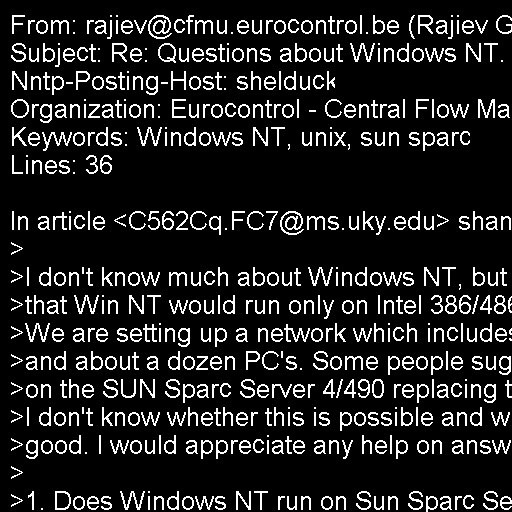 From: rajiev@cfmu.eurocontrol.be (Rajiev G
Subject: Re: Questions about Windows NT.
Nntp-Posting-Host: shelduck
Organization: Eurocontrol - Central Flow Ma
Keywords: Windows NT, unix, sun sparc
Lines: 36

In article <C562Cq.FC7@ms.uky.edu> shan
>
>I don't know much about Windows NT, but
>that Win NT would run only on Intel 386/486
>We are setting up a network which includes
>and about a dozen PC's. Some people sug
>on the SUN Sparc Server 4/490 replacing t
>I don't know whether this is possible and w
>good. I would appreciate any help on answ
>
>1. Does Windows NT run on Sun Sparc Se